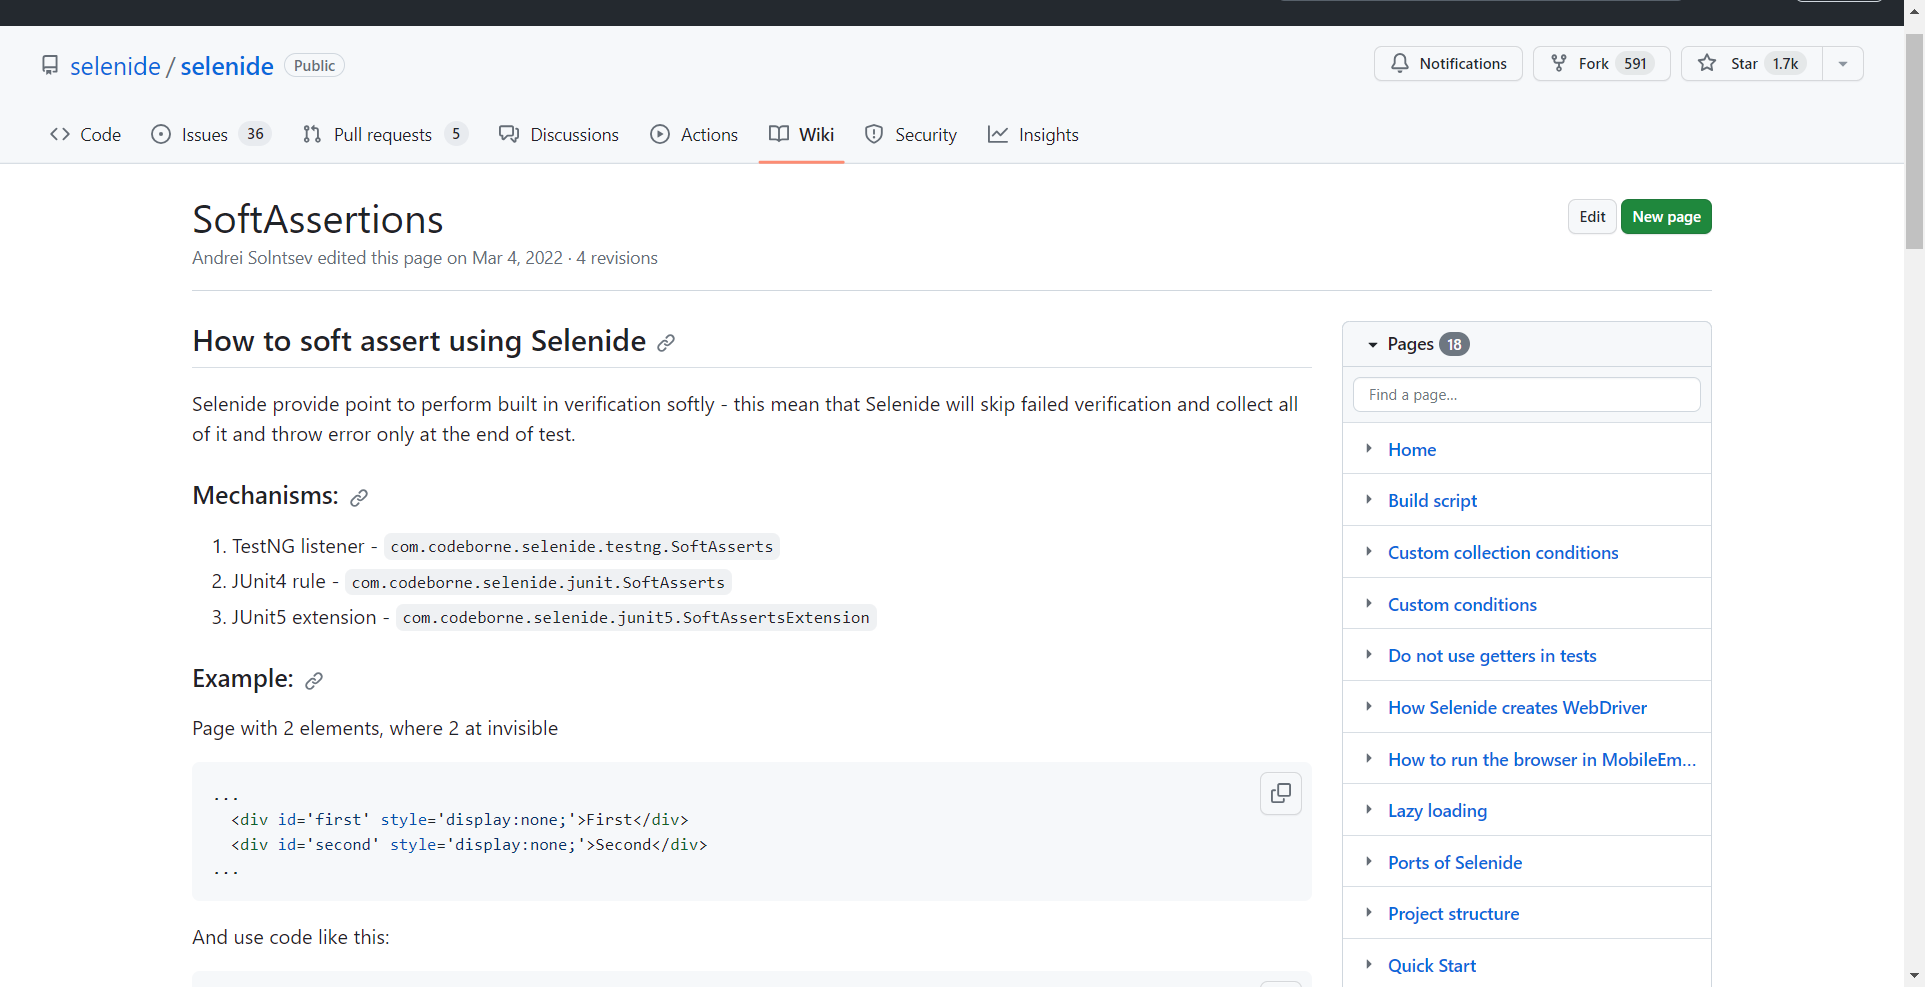 selenide / selenide Public
Notifications Fork 591 Star 1.7k
Code Issues 36 Pull requests 5 Discussions Actions Wiki Security Insights
SoftAssertions
Edit New page
Andrei Solntsev edited this page on Mar 4, 2022 · 4 revisions
How to soft assert using Selenide
Selenide provide point to perform built in verification softly - this mean that Selenide will skip failed verification and collect all
of it and throw error only at the end of test.
Mechanisms:
1. TestNG listener - com.codeborne.selenide.testng.SoftAsserts
2. JUnit4 rule - com.codeborne.selenide.junit.SoftAsserts
3. JUnit5 extension - com.codeborne.selenide.junit5.SoftAssertsExtension
Example:
Page with 2 elements, where 2 at invisible
...
<div id='first' style='display:none;'>First</div>
<div id='second' style='display:none;'>Second</div>
...
And use code like this:
Pages 18
Find a page...
Home
Build script
Custom collection conditions
Custom conditions
Do not use getters in tests
How Selenide creates WebDriver
How to run the browser in MobileEm...
Lazy loading
Ports of Selenide
Project structure
Quick Start